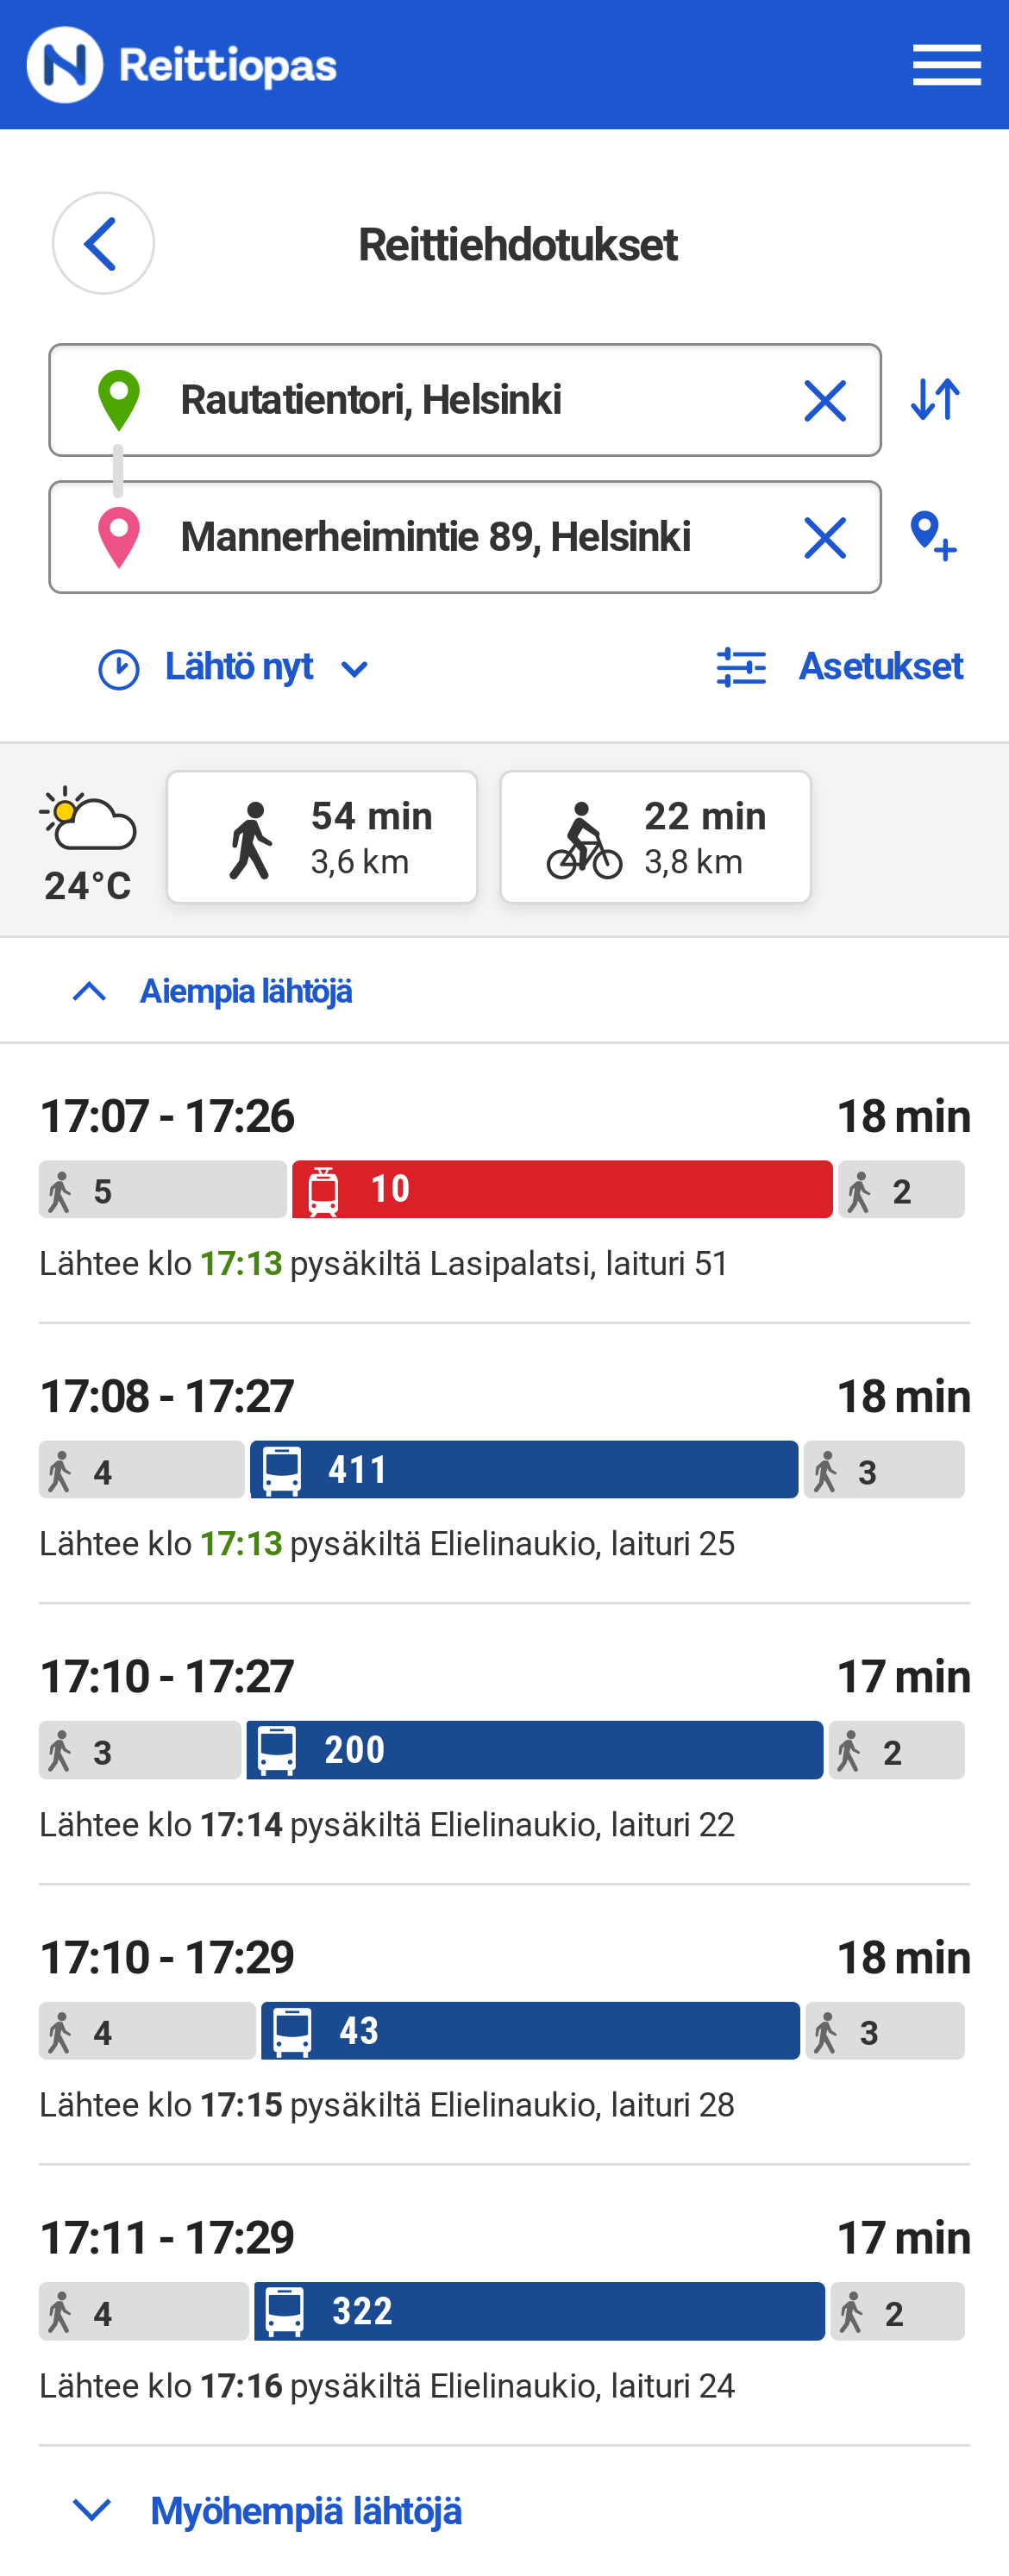 N Reittiopas
Reittiehdotukset
Rautatientori, Helsinki
Mannerheimintie 89, Helsinki
Lähtö nyt Asetukset
24°C
54 min
3,6 km
22 min
3,8 km
Aiempia lähtöjä
17:07 - 17:26 18 min
5 10 2
Lähtee klo 17:13 pysäkiltä Lasipalatsi, laituri 51
17:08 - 17:27 18 min
4 411 3
Lähtee klo 17:13 pysäkiltä Elielinaukio, laituri 25
17:10 - 17:27 17 min
3 200 2
Lähtee klo 17:14 pysäkiltä Elielinaukio, laituri 22
17:10 - 17:29 18 min
4 43 3
Lähtee klo 17:15 pysäkiltä Elielinaukio, laituri 28
17:11 - 17:29 17 min
4 322 2
Lähtee klo 17:16 pysäkiltä Elielinaukio, laituri 24
Myöhempiä lähtöjä